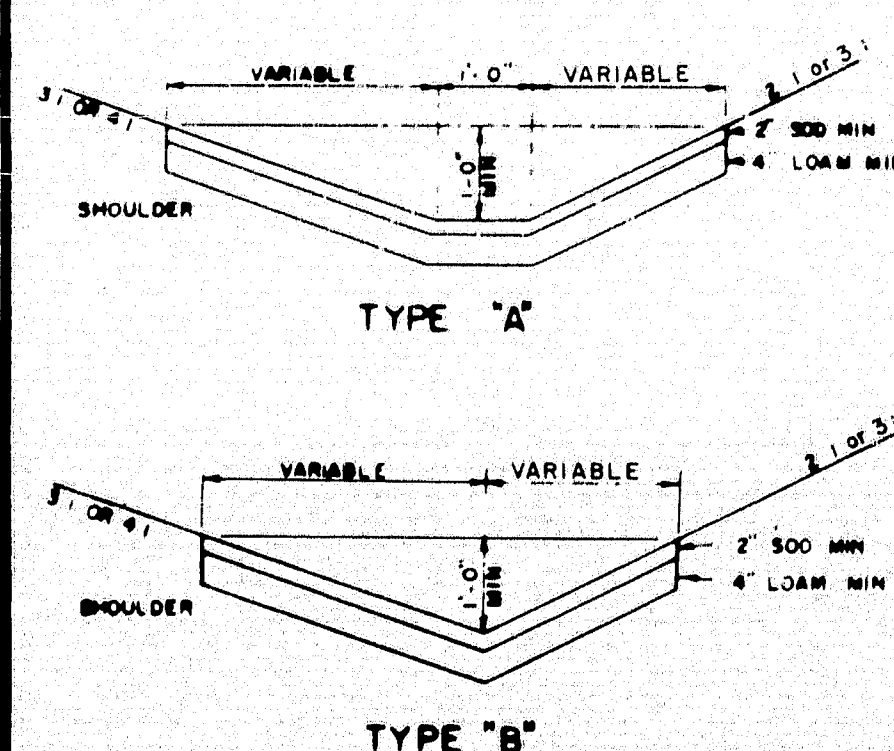 VARIABLE 1'-0" VARIABLE
3:1 OR 4:1
2:1 or 3:
2" SOD MIN
4" LOAM MIN
1'-0" MIN
SHOULDER
TYPE "A"
VARIABLE VARIABLE
3:1 OR 4:1
2:1 or 3:
2" SOD MIN
4" LOAM MIN
1'-0" MIN
SHOULDER
TYPE "B"